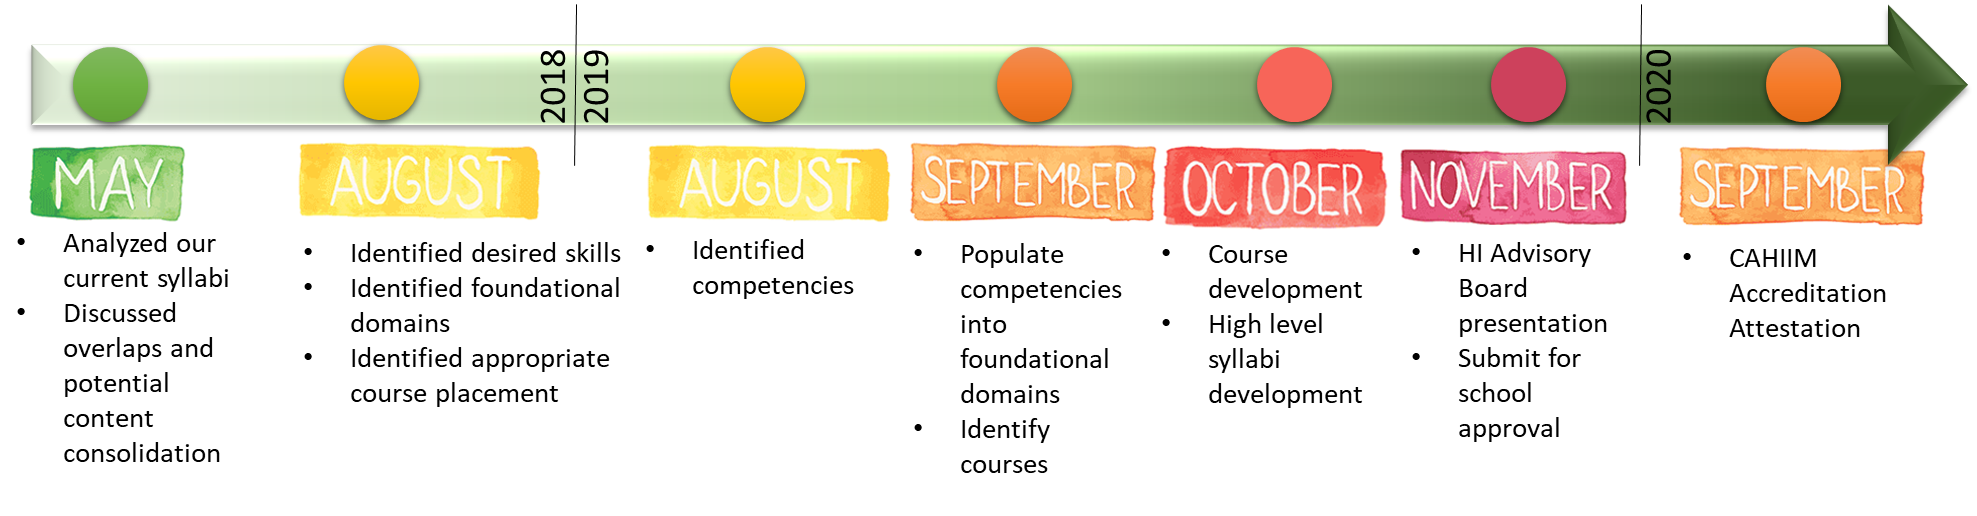 2018
2019
2020
MAY
• Analyzed our
current syllabi
• Discussed
overlaps and
potential
content
consolidation
AUGUST
• Identified desired skills
• Identified foundational
domains
• Identified appropriate
course placement
AUGUST
• Identified
competencies
SEPTEMBER
• Populate
competencies
into
foundational
domains
• Identify
courses
OCTOBER
• Course
development
• High level
syllabi
development
NOVEMBER
• HI Advisory
Board
presentation
• Submit for
school
approval
SEPTEMBER
• CAHIIM
Accreditation
Attestation